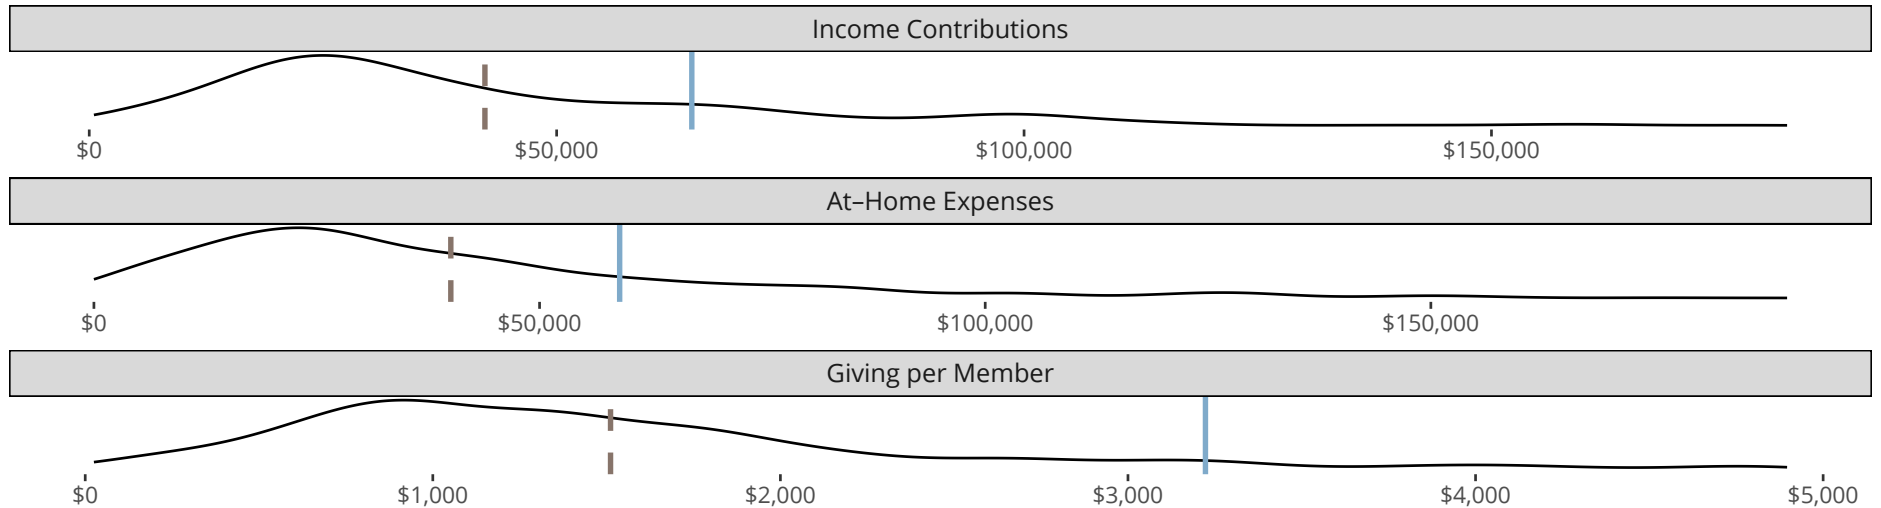 Income Contributions
$0 $50,000 $100,000 $150,000
At–Home Expenses
$0 $50,000 $100,000 $150,000
Giving per Member
$0 $1,000 $2,000 $3,000 $4,000 $5,000